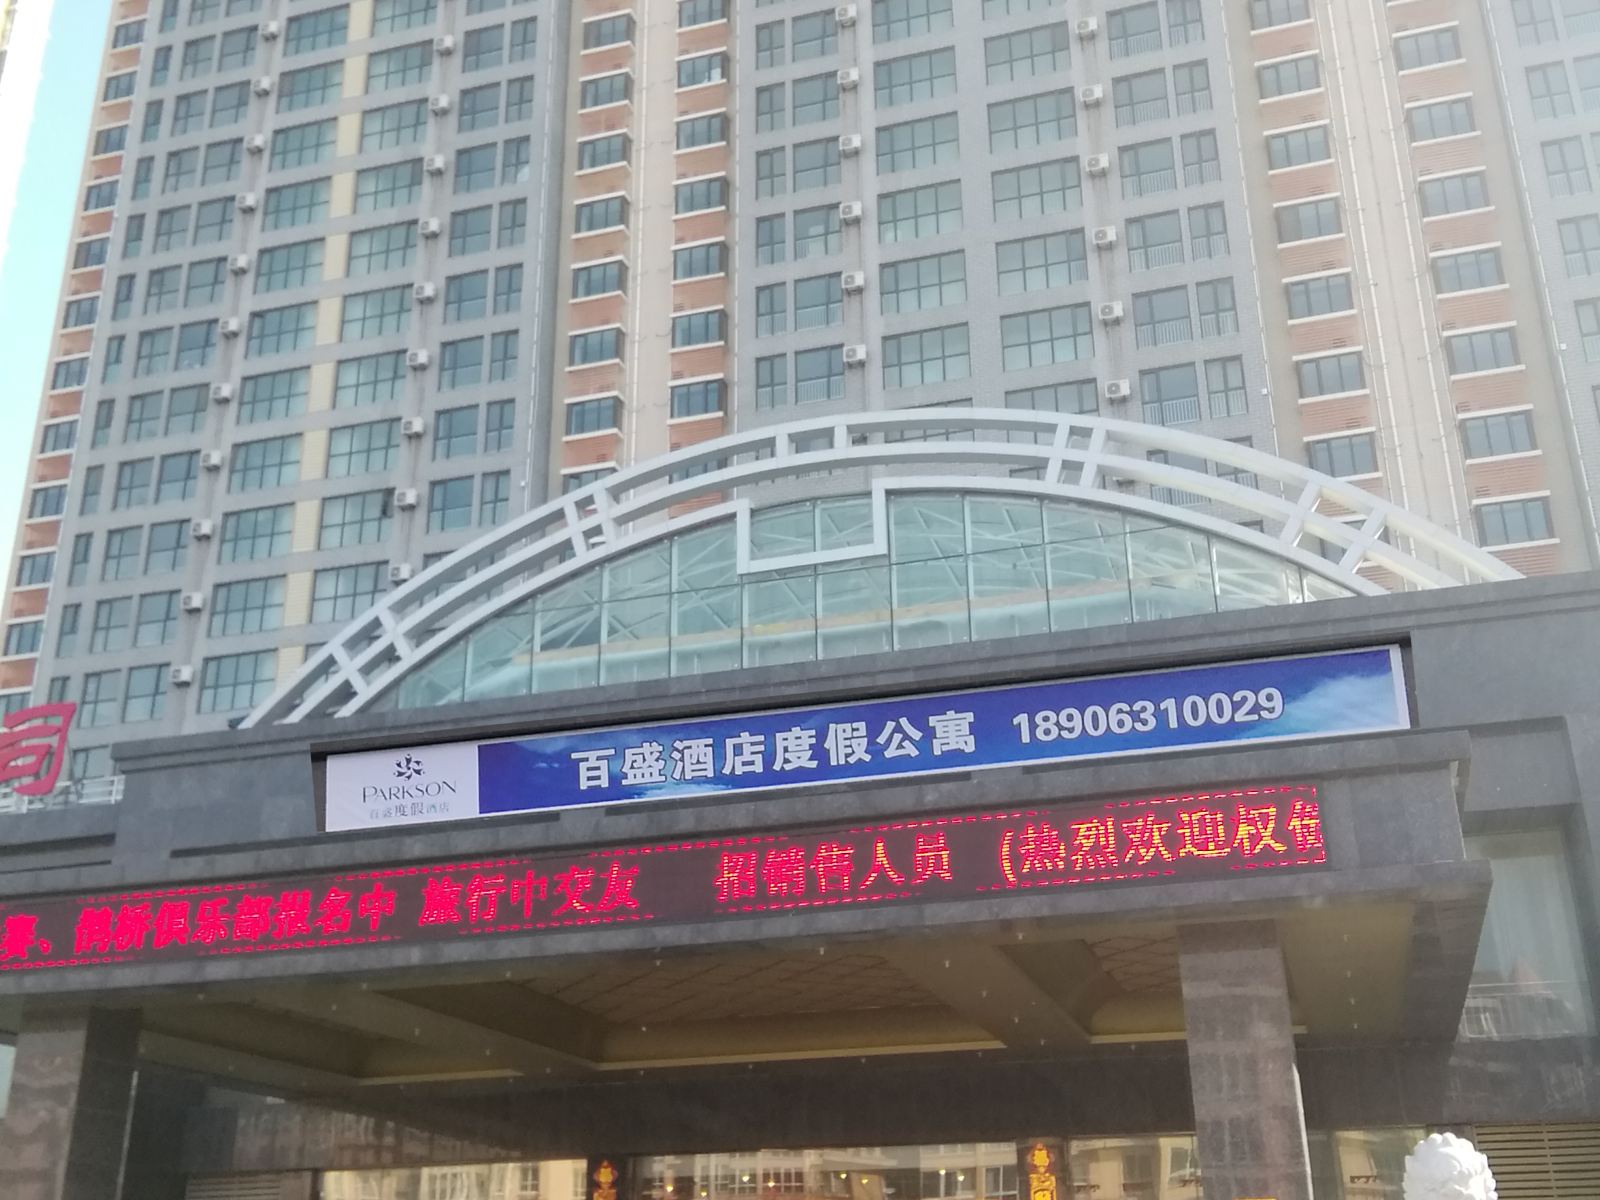 司
百盛酒店度假公寓 18906310029
PARKSON
百盛度假酒店
赛、鹊桥俱乐部报名中 旅行中交友 招销售人员 (热烈欢迎权健